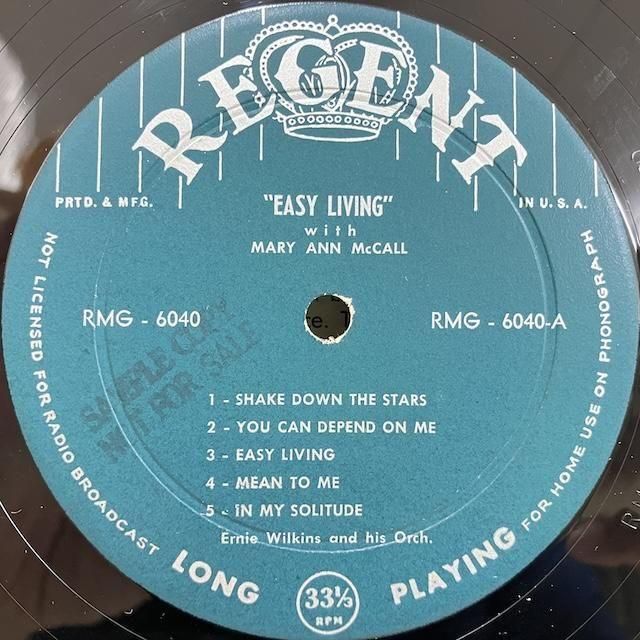 REGENT
PRTD. & MFG.
IN U.S.A.
"EASY LIVING"
with
MARY ANN McCALL
RMG - 6040
RMG - 6040-A
SAMPLE COPY
NOT FOR SALE
1 - SHAKE DOWN THE STARS
2 - YOU CAN DEPEND ON ME
3 - EASY LIVING
4 - MEAN TO ME
5 - IN MY SOLITUDE
Ernie Wilkins and his Orch.
NOT LICENSED FOR RADIO BROADCAST
LONG
33⅓
RPM
PLAYING
FOR HOME USE ON PHONOGRAPH